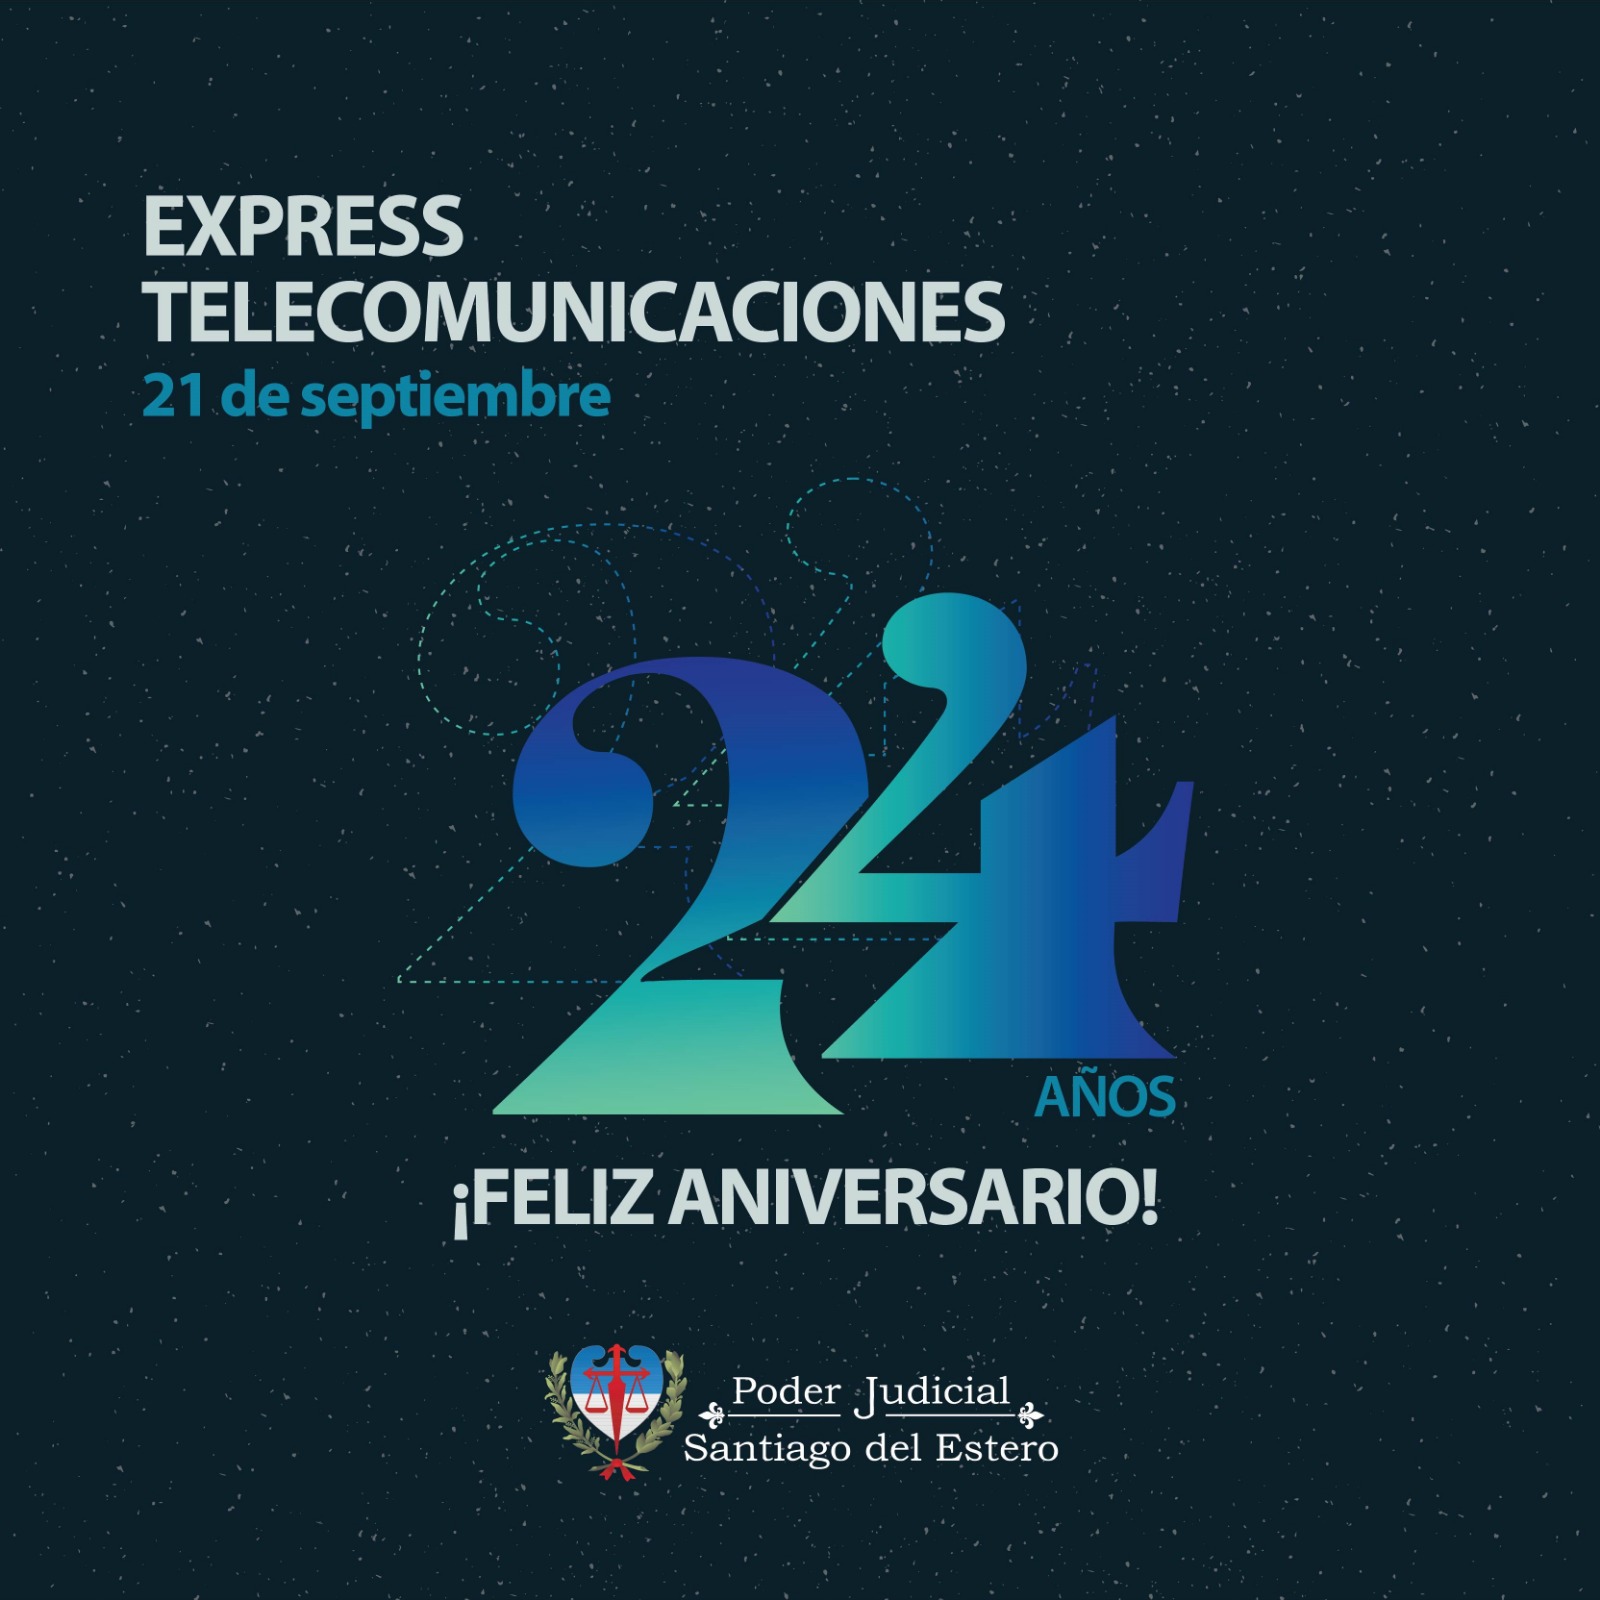 EXPRESS
TELECOMUNICACIONES
21 de septiembre
24
AÑOS
¡FELIZ ANIVERSARIO!
Poder Judicial
Santiago del Estero